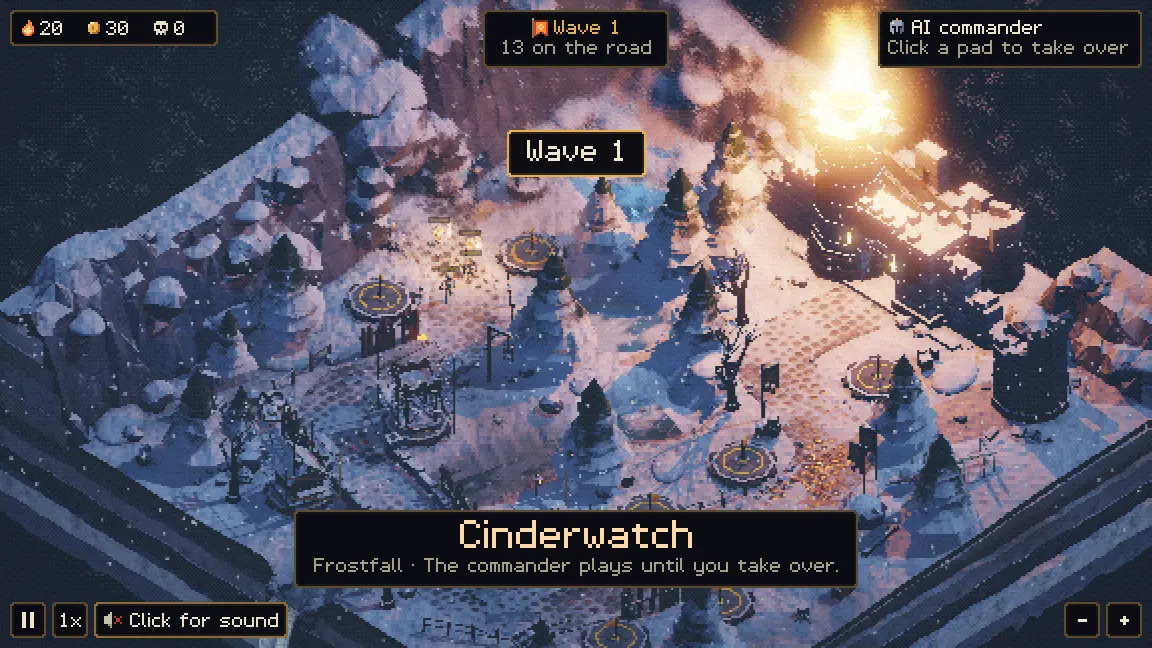 20 30 0
Wave 1
13 on the road
AI commander
Click a pad to take over
Wave 1
Cinderwatch
Frostfall · The commander plays until you take over.
1x
Click for sound
- +